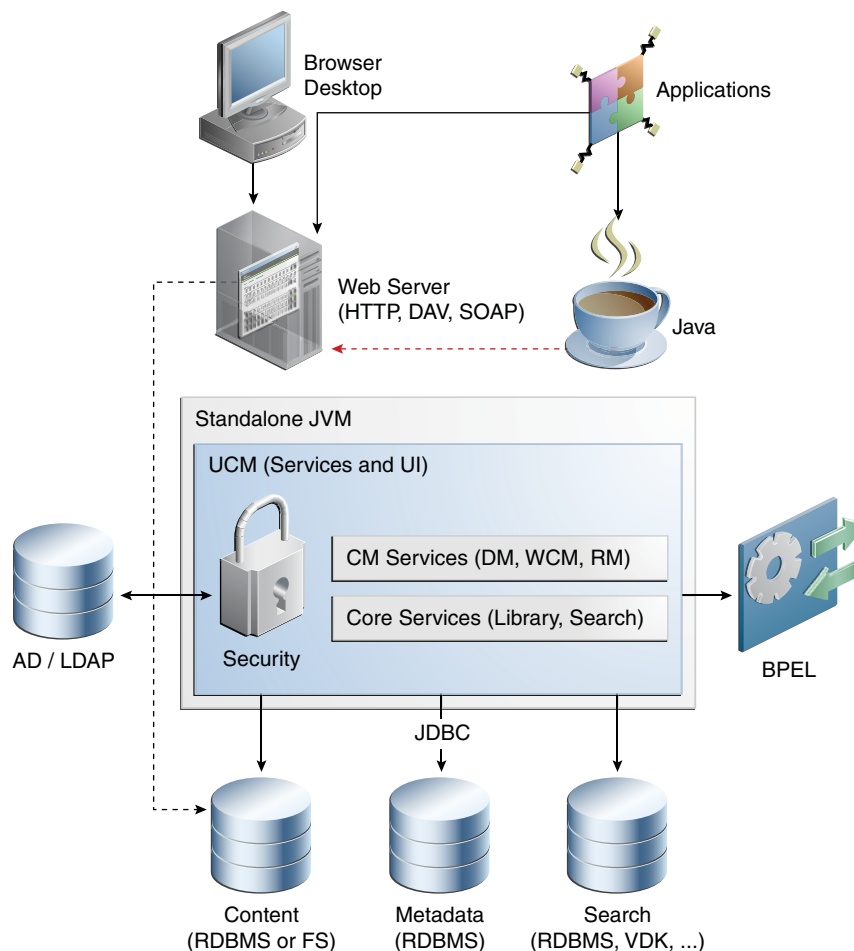 Browser
Desktop
Applications
Web Server
(HTTP, DAV, SOAP)
Java
Standalone JVM
UCM (Services and UI)
CM Services (DM, WCM, RM)
Core Services (Library, Search)
Security
AD / LDAP
BPEL
JDBC
Content
(RDBMS or FS)
Metadata
(RDBMS)
Search
(RDBMS, VDK, ...)